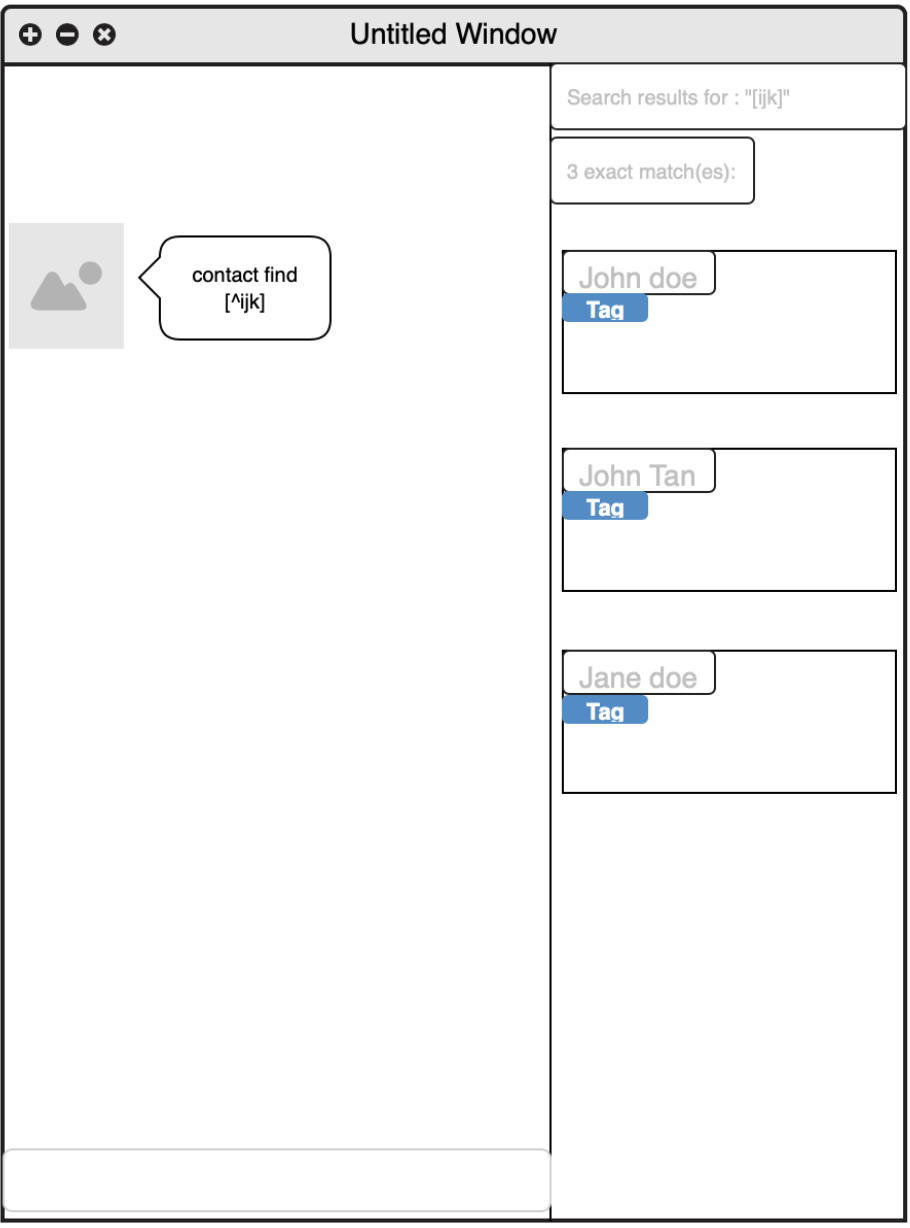 Untitled Window
contact find
[^ijk]
Search results for : "[ijk]"
3 exact match(es):
John doe
Tag
John Tan
Tag
Jane doe
Tag